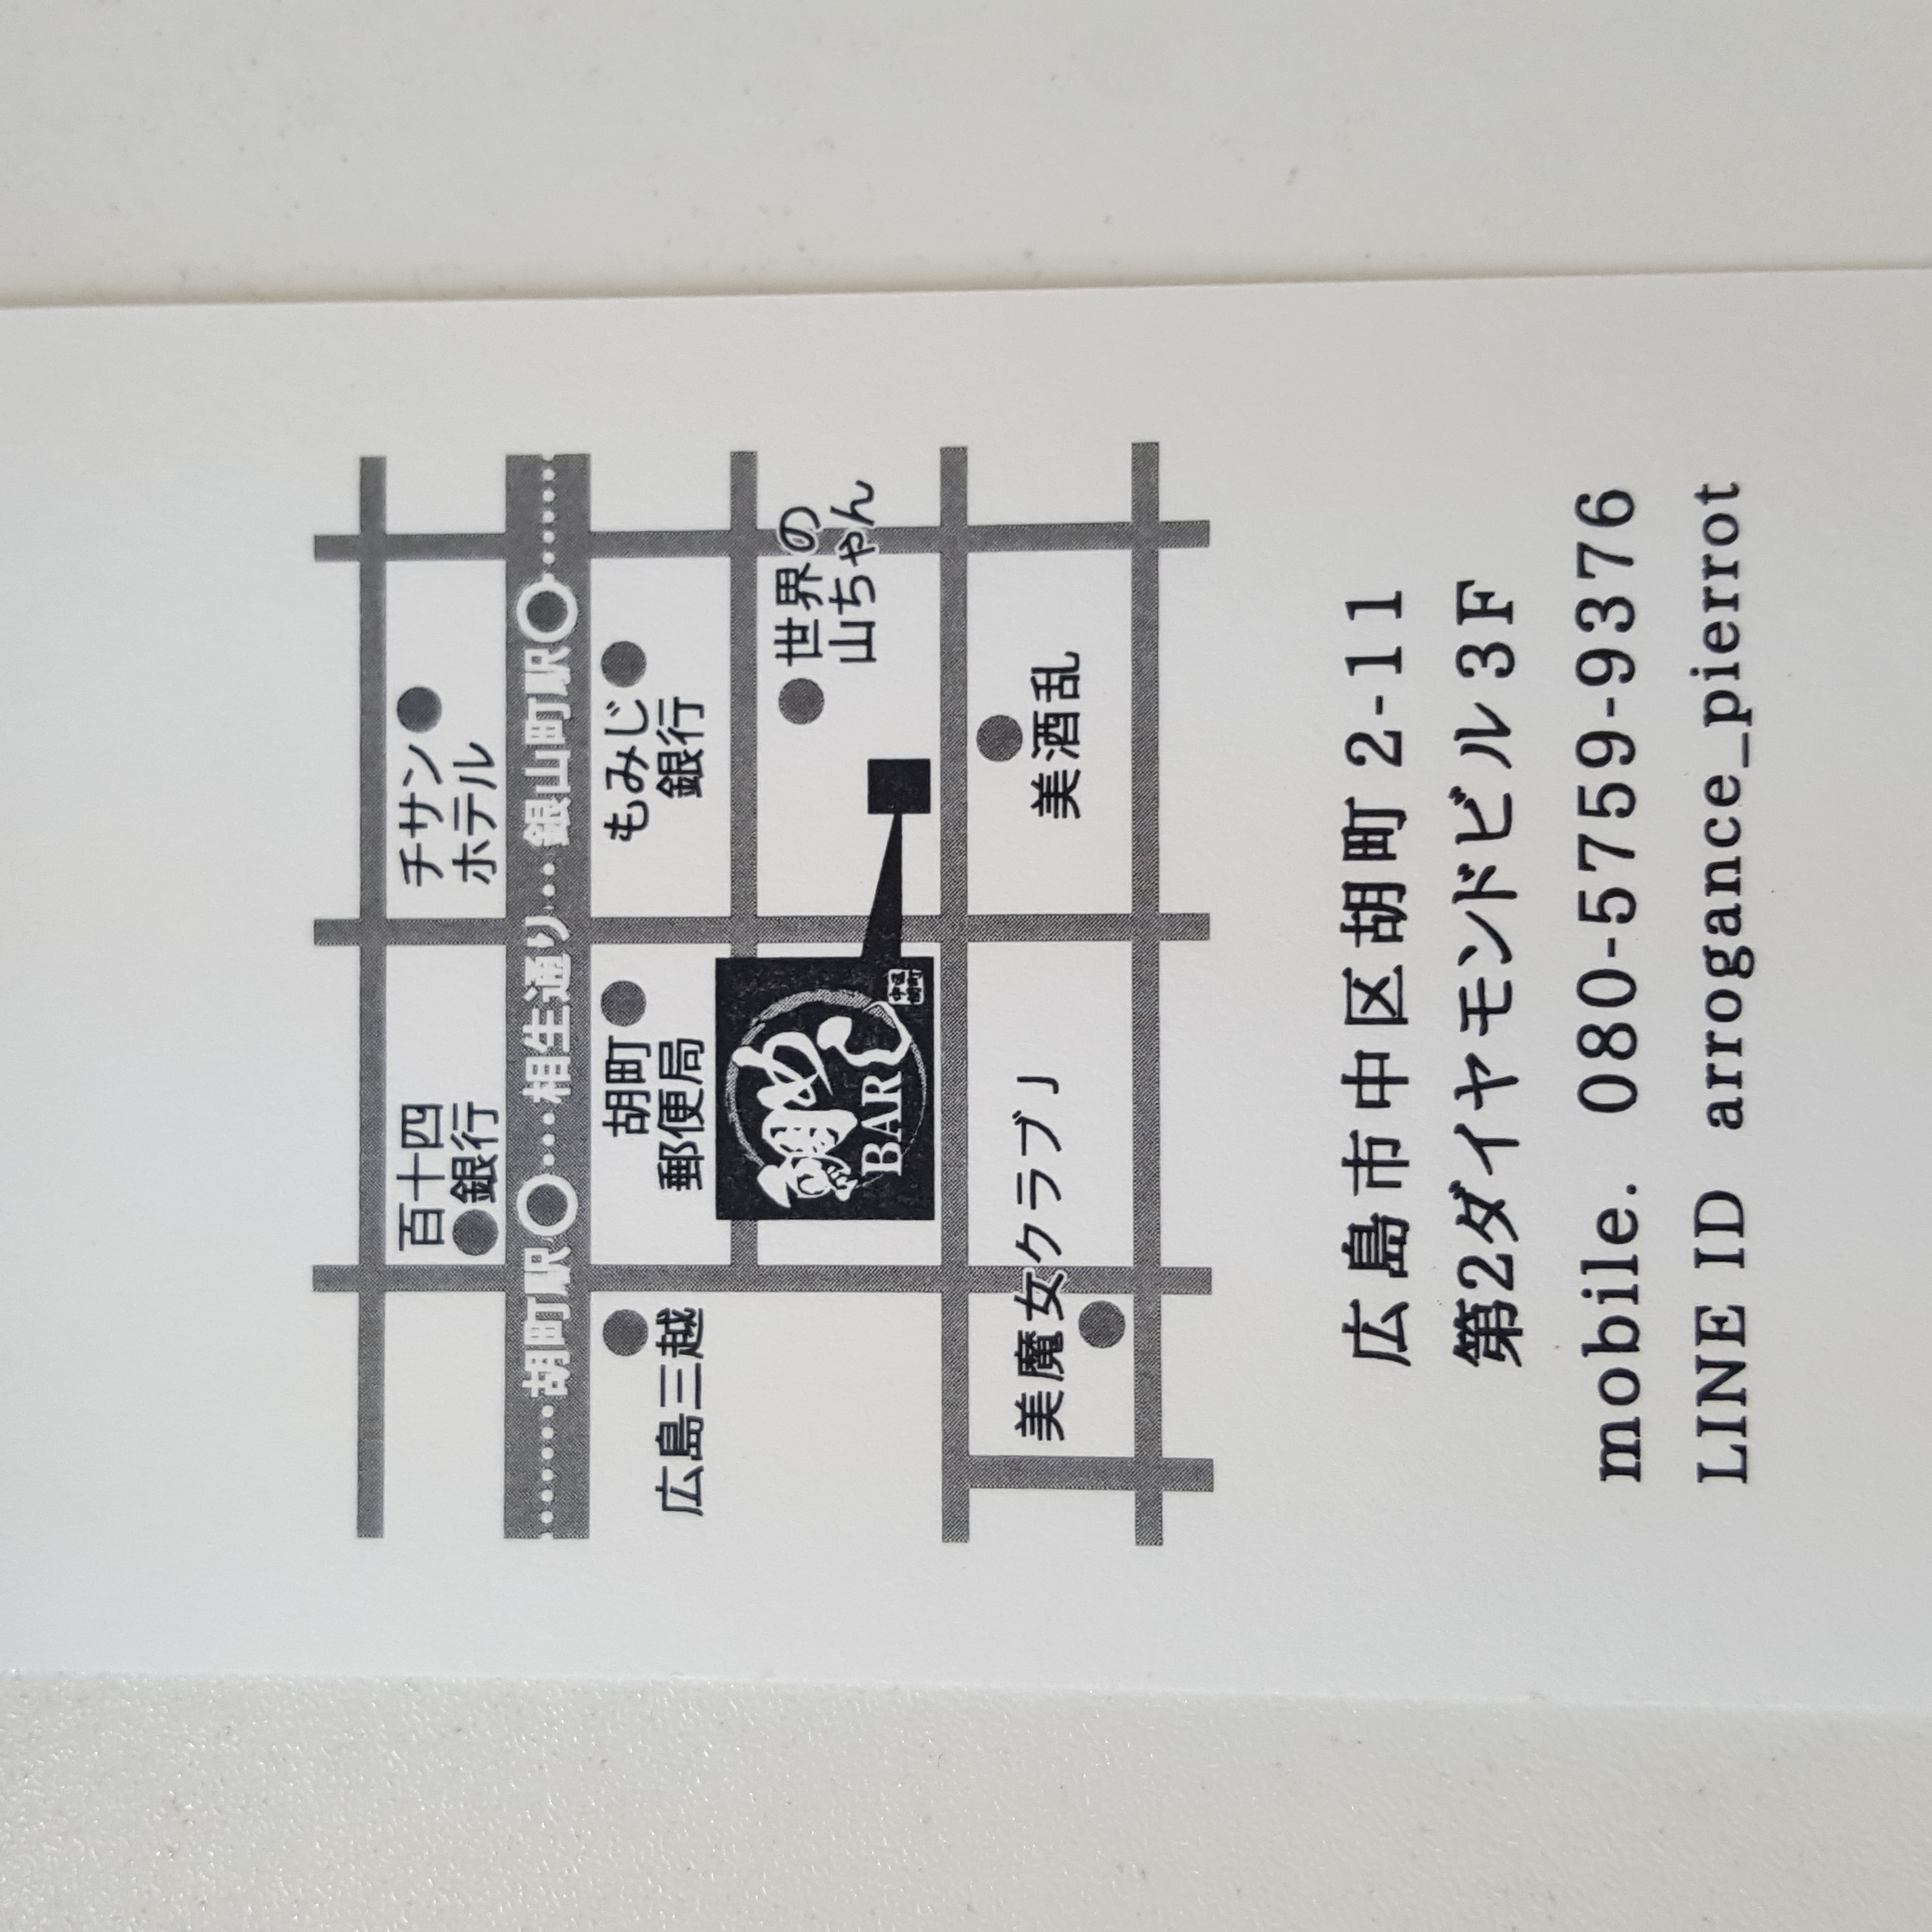 百十四
銀行
チサン
ホテル
胡町駅 相生通り 銀山町駅
広島三越
胡町
郵便局
もみじ
銀行
鯛めし
BAR
中区
胡町
世界の
山ちゃん
美魔女クラブJ
美酒乱
広島市中区胡町2-11
第2ダイヤモンドビル3F
mobile. 080-5759-9376
LINE ID arrogance_pierrot